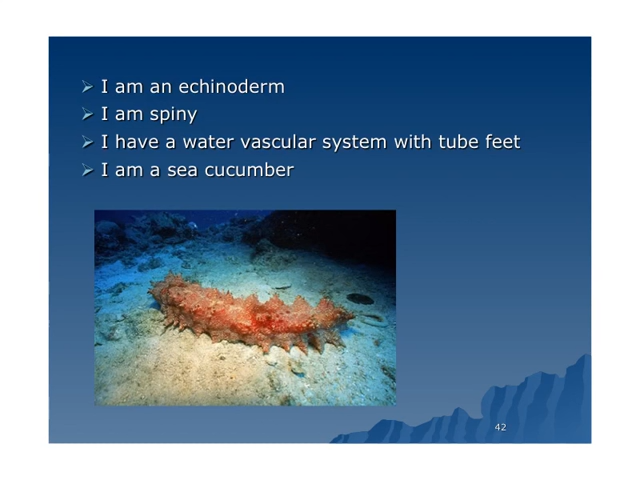 I am an echinoderm
I am spiny
I have a water vascular system with tube feet
I am a sea cucumber
42